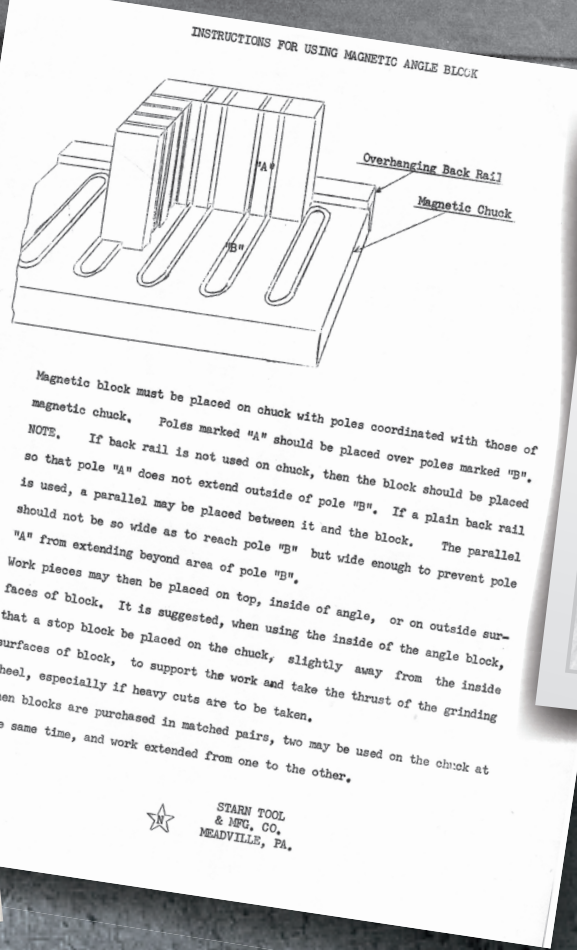 INSTRUCTIONS FOR USING MAGNETIC ANGLE BLOCK
"A"
Overhanging Back Rail
Magnetic Chuck
"B"
Magnetic block must be placed on chuck with poles coordinated with those of
magnetic chuck. Poles marked "A" should be placed over poles marked "B".
NOTE. If back rail is not used on chuck, then the block should be placed
so that pole "A" does not extend outside of pole "B". If a plain back rail
is used, a parallel may be placed between it and the block. The parallel
should not be so wide as to reach pole "B" but wide enough to prevent pole
"A" from extending beyond area of pole "B".
Work pieces may then be placed on top, inside of angle, or on outside sur-
faces of block. It is suggested, when using the inside of the angle block,
that a stop block be placed on the chuck, slightly away from the inside
surfaces of block, to support the work and take the thrust of the grinding
heel, especially if heavy cuts are to be taken.
en blocks are purchased in matched pairs, two may be used on the chuck at
e same time, and work extended from one to the other.
N
STARN TOOL
& MFG. CO.
MEADVILLE, PA.